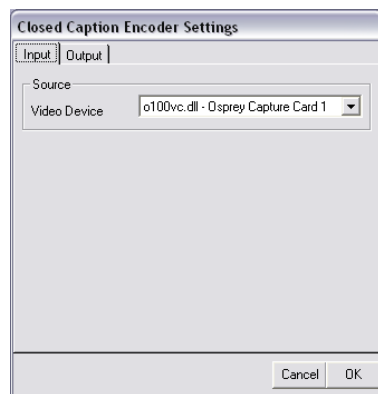 Closed Caption Encoder Settings
Input Output
Source
Video Device o100vc.dll - Osprey Capture Card 1
Cancel OK